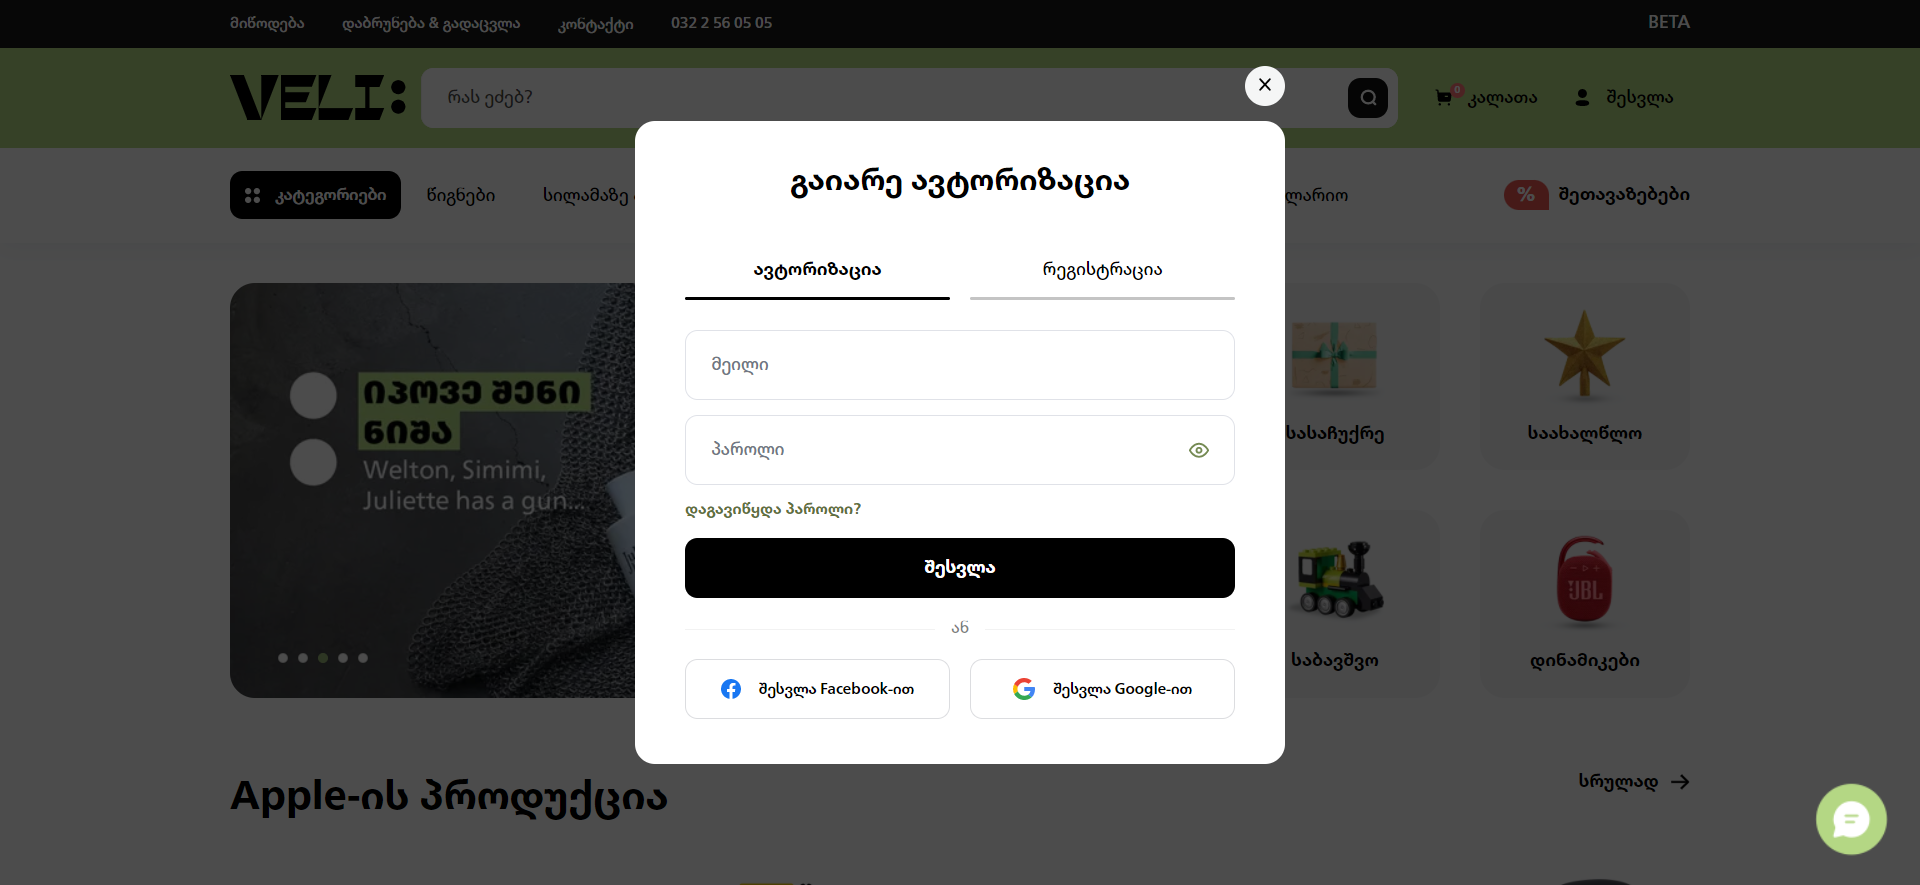 მიწოდება
დაბრუნება & გადაცვლა
კონტაქტი
032 2 56 05 05
BETA
VELI:
რას ეძებ?
0
კალათა
შესვლა
კატეგორიები
წიგნები
სილამაზე
ლარიო
%
შეთავაზებები
გაიარე ავტორიზაცია
ავტორიზაცია
რეგისტრაცია
მეილი
პაროლი
დაგავიწყდა პაროლი?
შესვლა
ან
შესვლა Facebook-ით
შესვლა Google-ით
იპოვე შენი
ნიშა
Welton, Simimi,
Juliette has a gun...
სასაჩუქრე
საახალწლო
JBL
საბავშვო
დინამიკები
Apple-ის პროდუქცია
სრულად